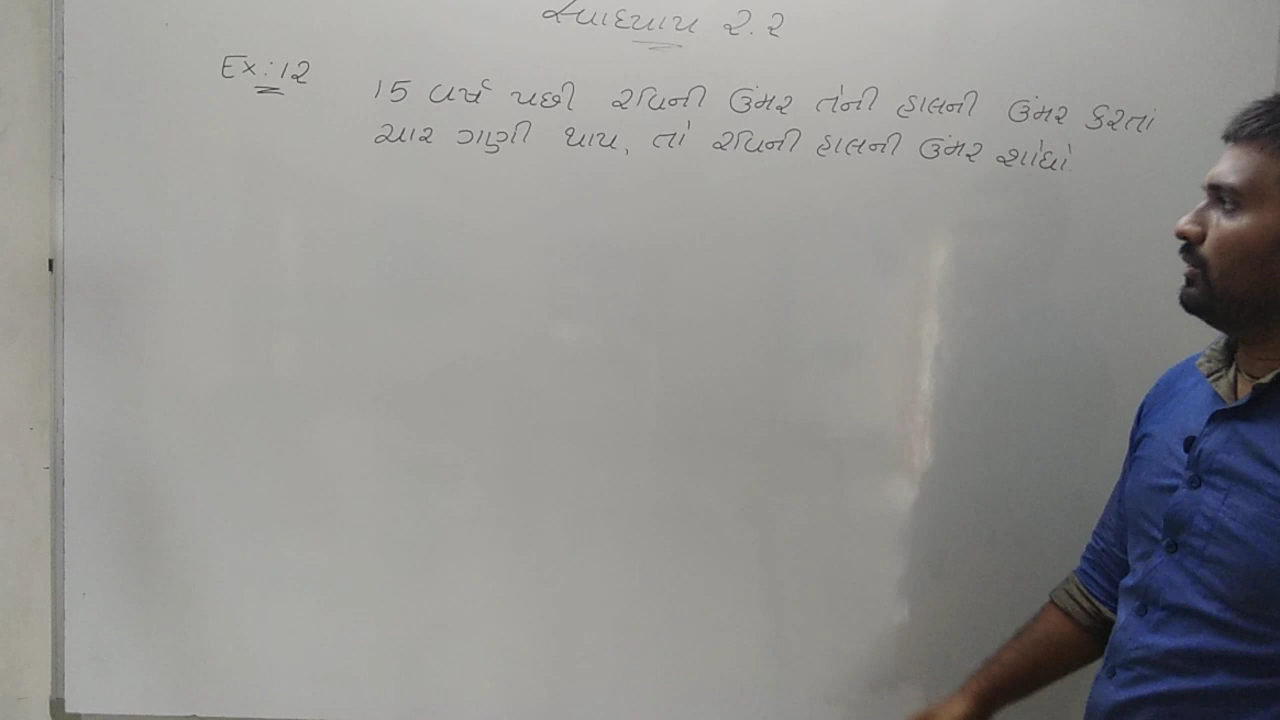 સ્વાધ્યાય ૨.૨
Ex:12
15 વર્ષ પછી રવિની ઉંમર તેની હાલની ઉંમર કરતાં
ચાર ગણી થાય, તો રવિની હાલની ઉંમર શોધો.